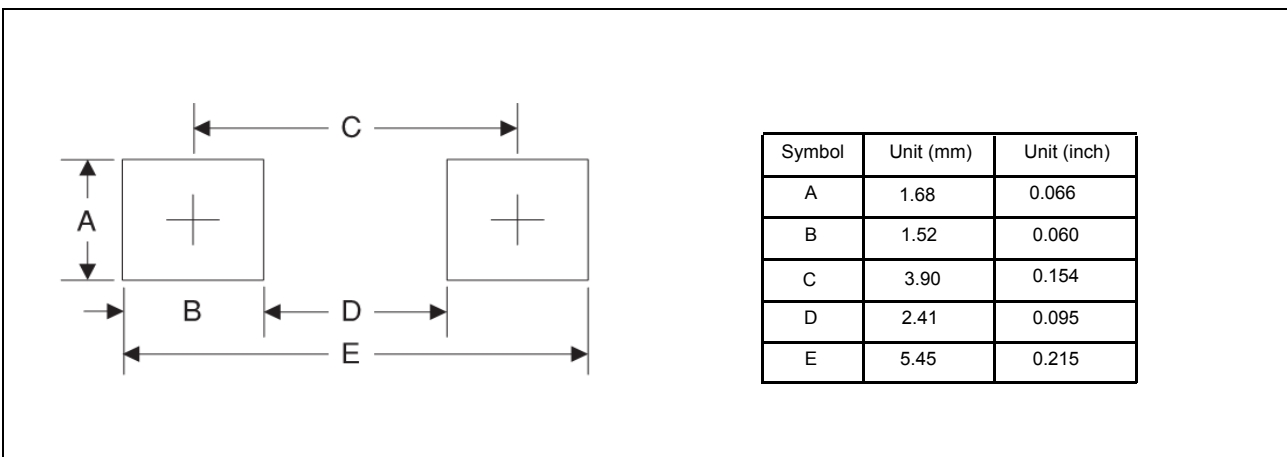 C
A
B
D
E
Symbol Unit (mm) Unit (inch)
A 1.68 0.066
B 1.52 0.060
C 3.90 0.154
D 2.41 0.095
E 5.45 0.215